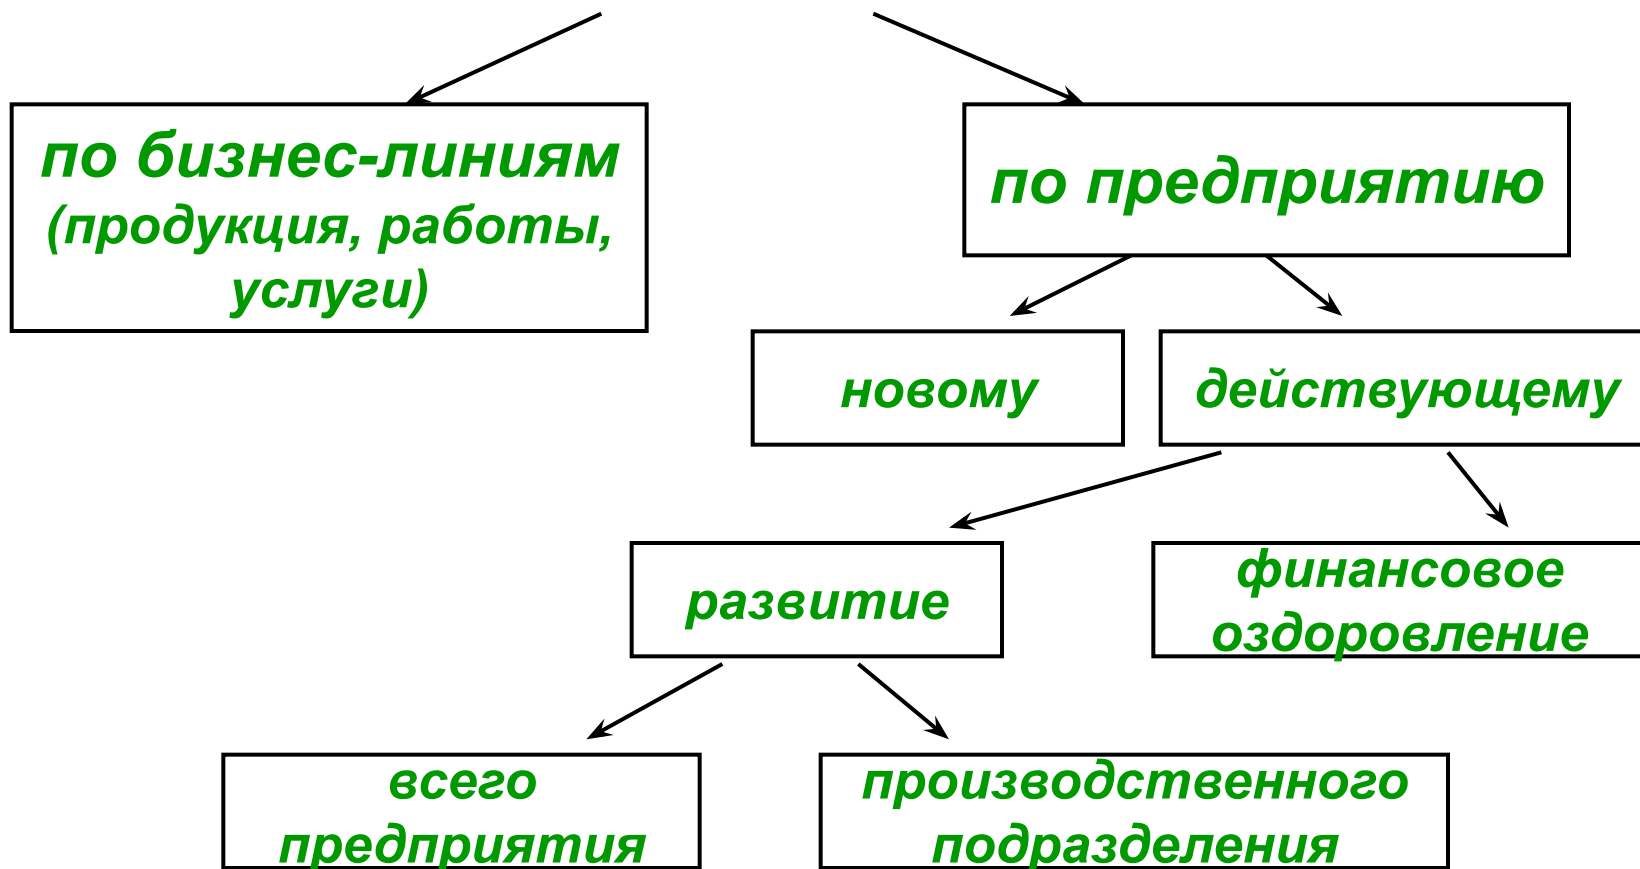 по бизнес-линиям
(продукция, работы,
услуги)
по предприятию
новому
действующему
развитие
финансовое
оздоровление
всего
предприятия
производственного
подразделения